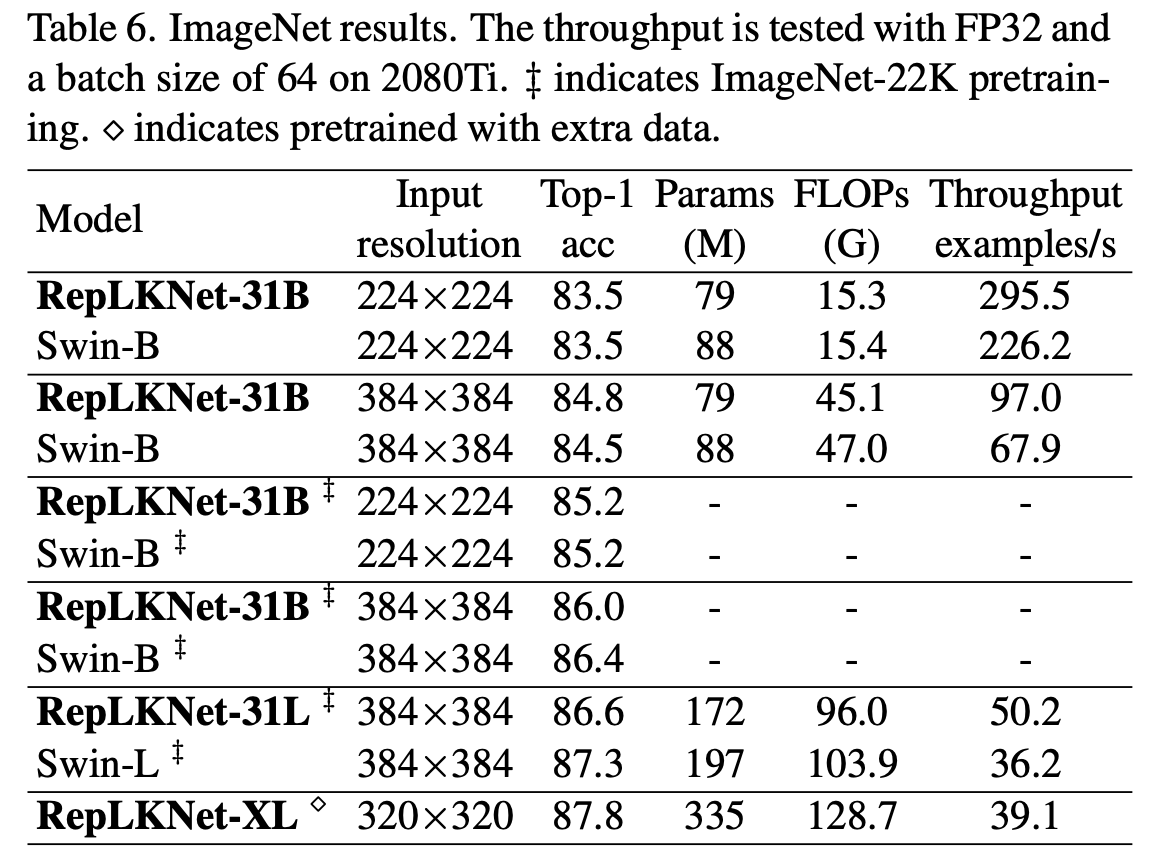 Table 6. ImageNet results. The throughput is tested with FP32 and
a batch size of 64 on 2080Ti. ‡ indicates ImageNet-22K pretrain-
ing. ⋄ indicates pretrained with extra data.
Model Input resolution Top-1 acc Params (M) FLOPs (G) Throughput examples/s
RepLKNet-31B 224×224 83.5 79 15.3 295.5
Swin-B 224×224 83.5 88 15.4 226.2
RepLKNet-31B 384×384 84.8 79 45.1 97.0
Swin-B 384×384 84.5 88 47.0 67.9
RepLKNet-31B ‡ 224×224 85.2 - - -
Swin-B ‡ 224×224 85.2 - - -
RepLKNet-31B ‡ 384×384 86.0 - - -
Swin-B ‡ 384×384 86.4 - - -
RepLKNet-31L ‡ 384×384 86.6 172 96.0 50.2
Swin-L ‡ 384×384 87.3 197 103.9 36.2
RepLKNet-XL ⋄ 320×320 87.8 335 128.7 39.1